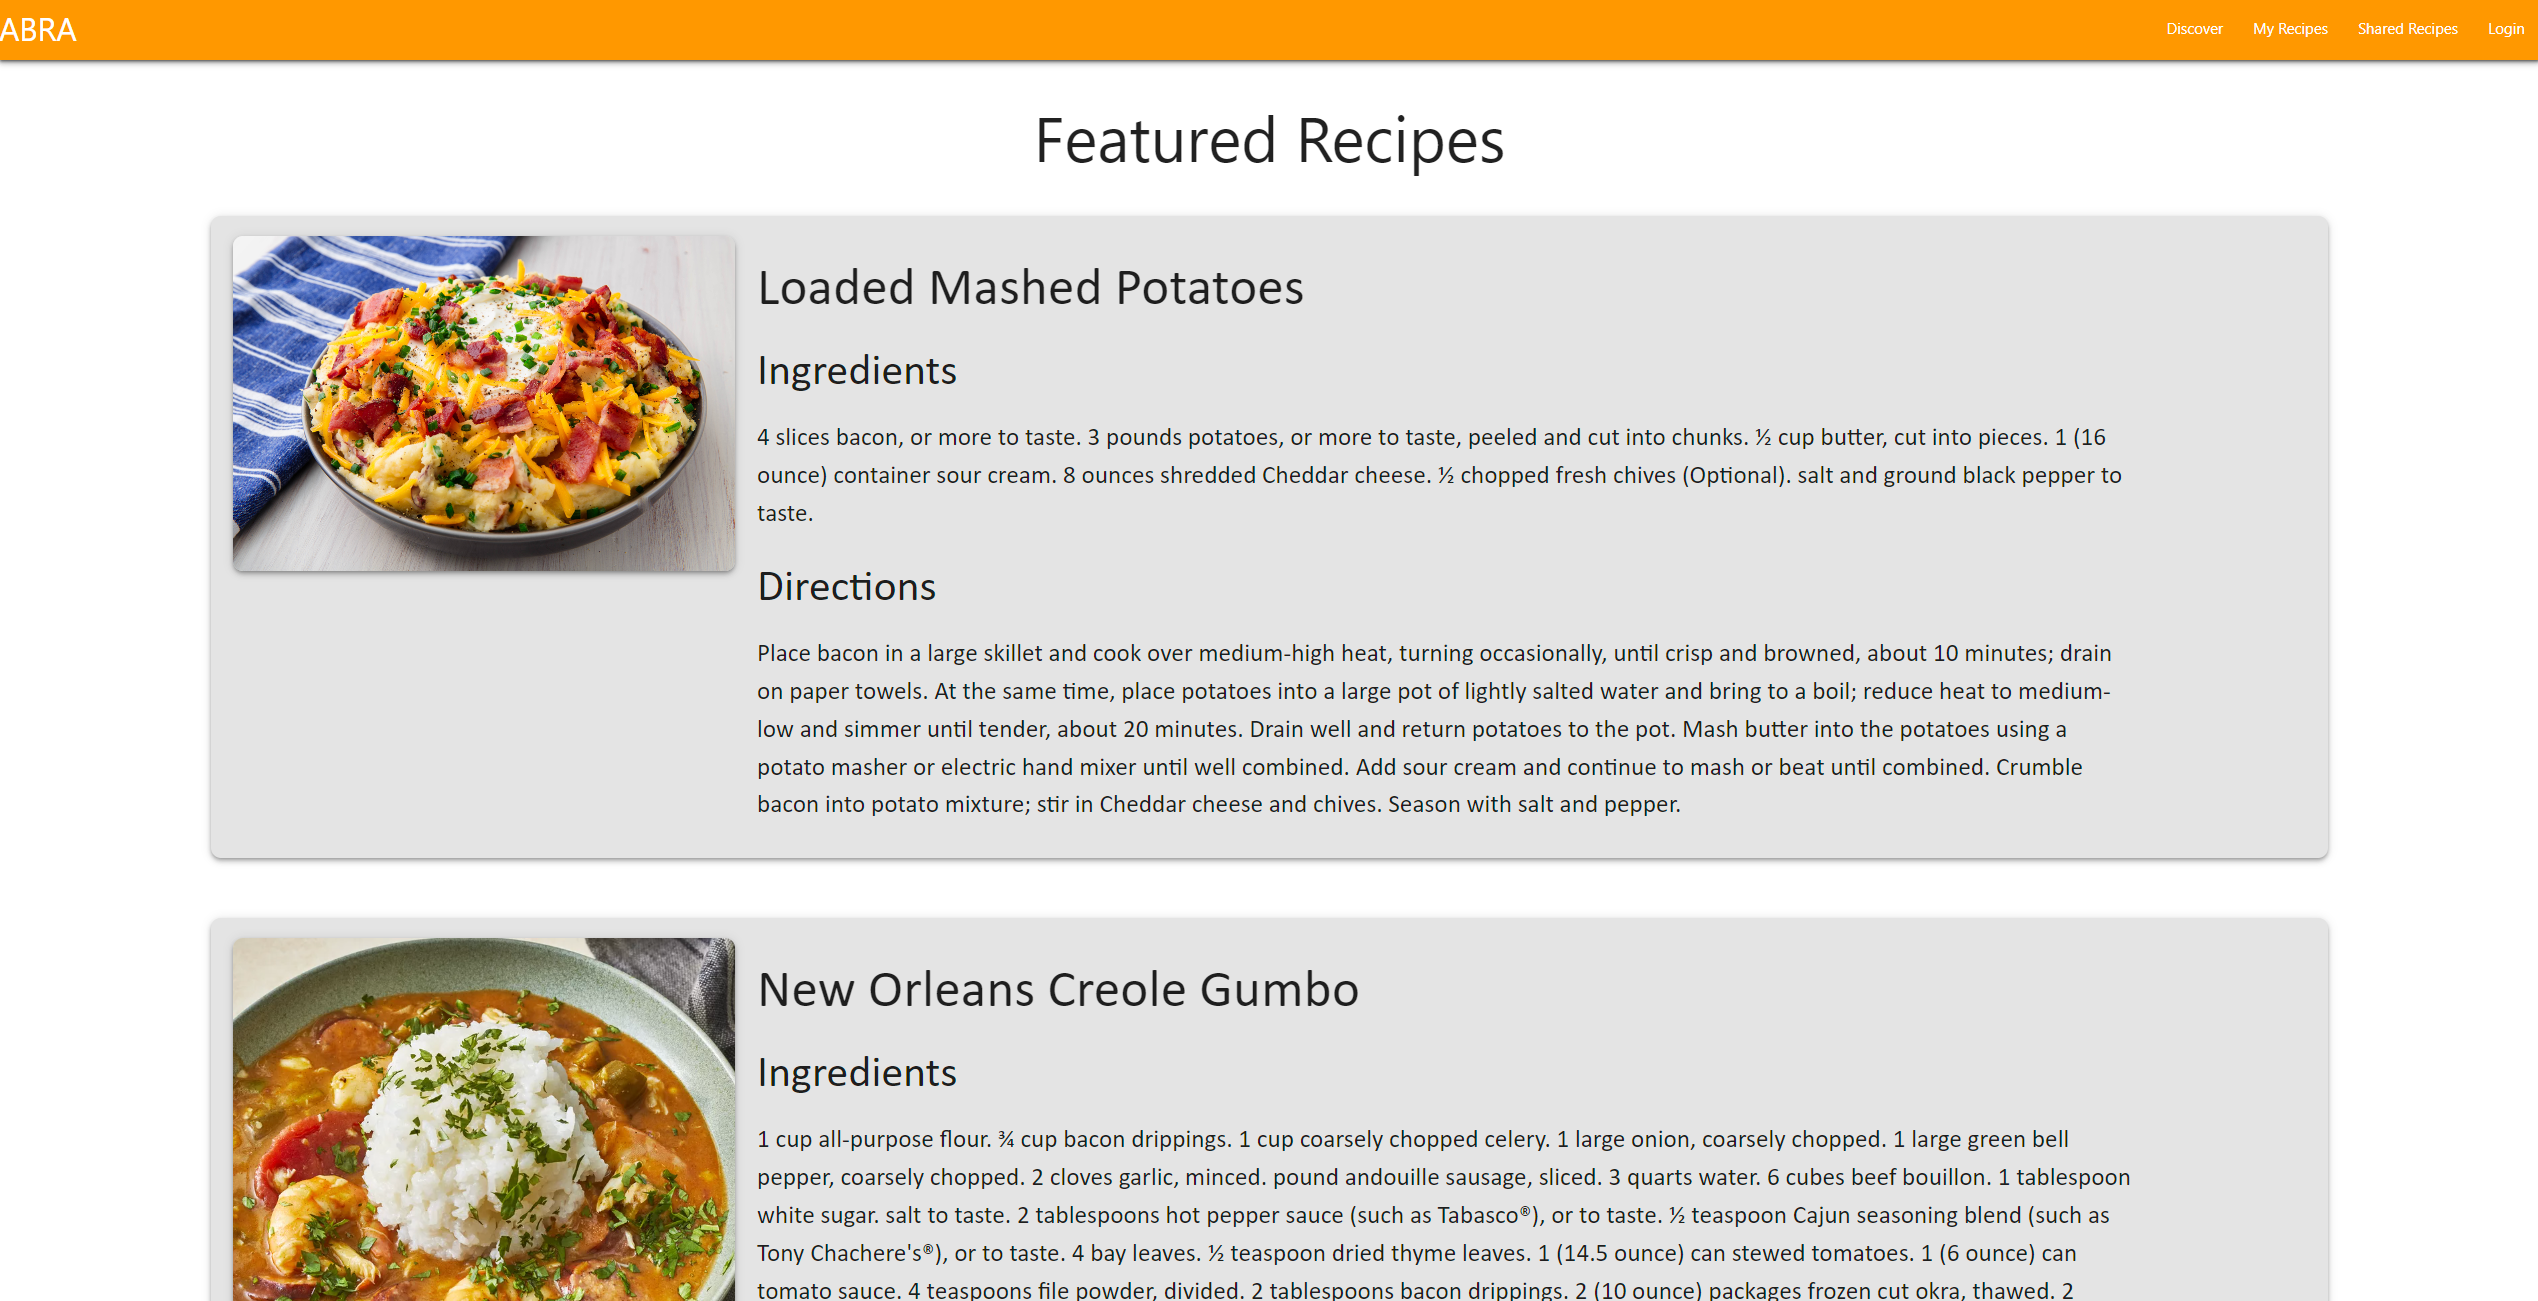 ABRA
Discover
My Recipes
Shared Recipes
Login
Featured Recipes
Loaded Mashed Potatoes
Ingredients
4 slices bacon, or more to taste. 3 pounds potatoes, or more to taste, peeled and cut into chunks. ½ cup butter, cut into pieces. 1 (16
ounce) container sour cream. 8 ounces shredded Cheddar cheese. ½ chopped fresh chives (Optional). salt and ground black pepper to
taste.
Directions
Place bacon in a large skillet and cook over medium-high heat, turning occasionally, until crisp and browned, about 10 minutes; drain
on paper towels. At the same time, place potatoes into a large pot of lightly salted water and bring to a boil; reduce heat to medium-
low and simmer until tender, about 20 minutes. Drain well and return potatoes to the pot. Mash butter into the potatoes using a
potato masher or electric hand mixer until well combined. Add sour cream and continue to mash or beat until combined. Crumble
bacon into potato mixture; stir in Cheddar cheese and chives. Season with salt and pepper.
New Orleans Creole Gumbo
Ingredients
1 cup all-purpose flour. ¾ cup bacon drippings. 1 cup coarsely chopped celery. 1 large onion, coarsely chopped. 1 large green bell
pepper, coarsely chopped. 2 cloves garlic, minced. pound andouille sausage, sliced. 3 quarts water. 6 cubes beef bouillon. 1 tablespoon
white sugar. salt to taste. 2 tablespoons hot pepper sauce (such as Tabasco®), or to taste. ½ teaspoon Cajun seasoning blend (such as
Tony Chachere's®), or to taste. 4 bay leaves. ½ teaspoon dried thyme leaves. 1 (14.5 ounce) can stewed tomatoes. 1 (6 ounce) can
tomato sauce. 4 teaspoons file powder, divided. 2 tablespoons bacon drippings. 2 (10 ounce) packages frozen cut okra, thawed. 2